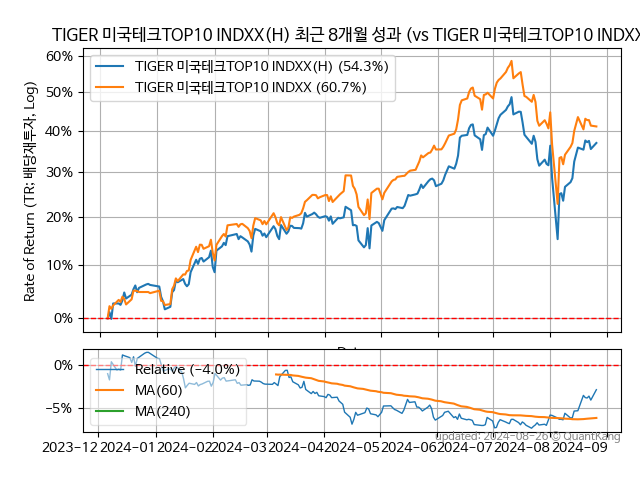 TIGER 미국테크TOP10 INDXX(H) 최근 8개월 성과 (vs TIGER 미국테크TOP10 INDXX
TIGER 미국테크TOP10 INDXX(H) (54.3%)
TIGER 미국테크TOP10 INDXX (60.7%)
Rate of Return (TR: 배당재투자, Log)
60%
50%
40%
30%
20%
10%
0%
Relative (−4.0%)
MA(60)
MA(240)
0%
−5%
updated: 2024-08-26 © QuantKang
2023−12 2024−01 2024−02 2024−03 2024−04 2024−05 2024−06 2024−07 2024−08 2024−09